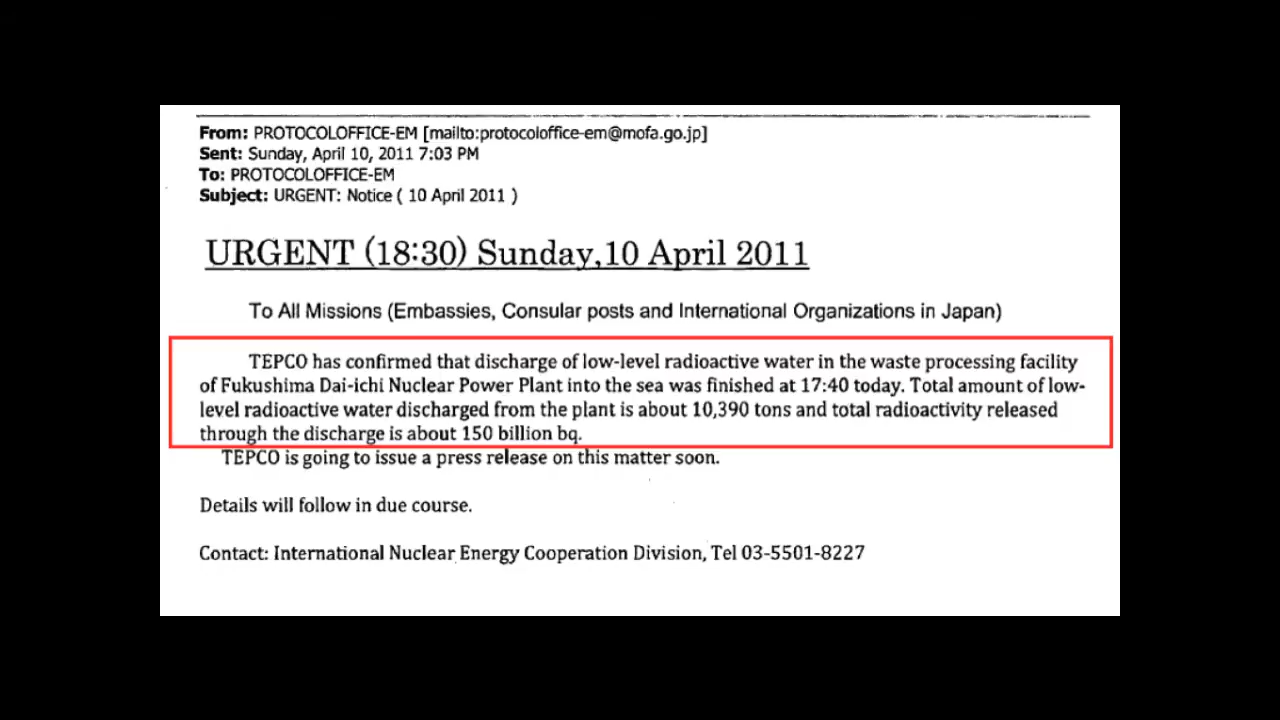 From: PROTOCOLOFFICE-EM [mailto:protocoloffice-em@mofa.go.jp]
Sent: Sunday, April 10, 2011 7:03 PM
To: PROTOCOLOFFICE-EM
Subject: URGENT: Notice ( 10 April 2011 )
URGENT (18:30) Sunday,10 April 2011
To All Missions (Embassies, Consular posts and International Organizations in Japan)
TEPCO has confirmed that discharge of low-level radioactive water in the waste processing facility
of Fukushima Dai-ichi Nuclear Power Plant into the sea was finished at 17:40 today. Total amount of low-
level radioactive water discharged from the plant is about 10,390 tons and total radioactivity released
through the discharge is about 150 billion bq.
TEPCO is going to issue a press release on this matter soon.
Details will follow in due course.
Contact: International Nuclear Energy Cooperation Division, Tel 03-5501-8227